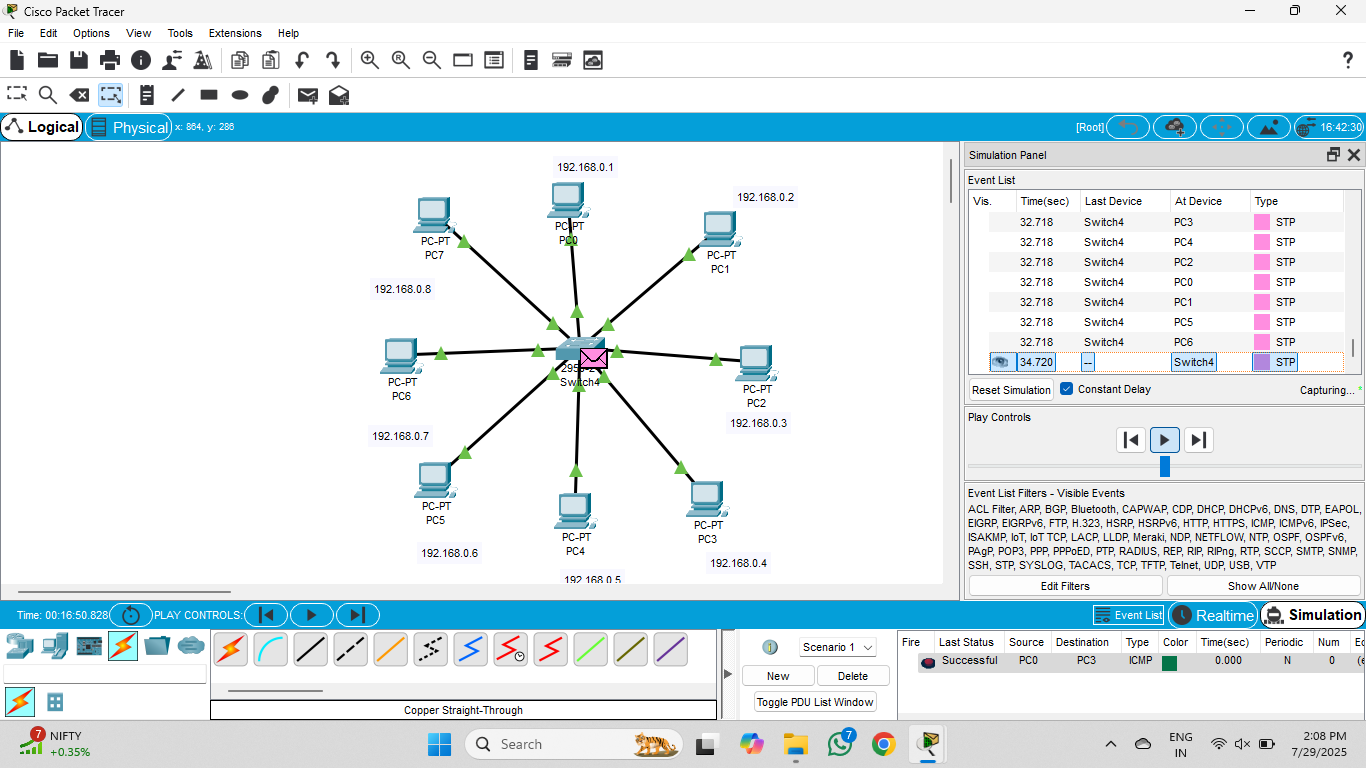 Cisco Packet Tracer
File Edit Options View Tools Extensions Help
Logical Physical x: 864, y: 286 [Root] 16:42:30
192.168.0.1
192.168.0.2
PC-PT
PC7
PC-PT
PC0
PC-PT
PC1
192.168.0.8
Switch4
PC-PT
PC6
PC-PT
PC2
192.168.0.7
192.168.0.3
PC-PT
PC5
PC-PT
PC4
PC-PT
PC3
192.168.0.6
192.168.0.4
192.168.0.5
Simulation Panel
Event List
Vis. Time(sec) Last Device At Device Type
32.718 Switch4 PC3 STP
32.718 Switch4 PC4 STP
32.718 Switch4 PC2 STP
32.718 Switch4 PC0 STP
32.718 Switch4 PC1 STP
32.718 Switch4 PC5 STP
32.718 Switch4 PC6 STP
34.720 -- Switch4 STP
Reset Simulation Constant Delay Capturing... *
Play Controls
Event List Filters - Visible Events
ACL Filter, ARP, BGP, Bluetooth, CAPWAP, CDP, DHCP, DHCPv6, DNS, DTP, EAPOL,
EIGRP, EIGRPv6, FTP, H.323, HSRP, HSRPv6, HTTP, HTTPS, ICMP, ICMPv6, IPSec,
ISAKMP, IoT, IoT TCP, LACP, LLDP, Meraki, NDP, NETFLOW, NTP, OSPF, OSPFv6,
PAgP, POP3, PPP, PPPoED, PTP, RADIUS, REP, RIP, RIPng, RTP, SCCP, SMTP, SNMP,
SSH, STP, SYSLOG, TACACS, TCP, TFTP, Telnet, UDP, USB, VTP
Edit Filters Show All/None
Time: 00:16:50.828 PLAY CONTROLS: Event List Realtime Simulation
Copper Straight-Through
Scenario 1
New Delete
Toggle PDU List Window
Fire Last Status Source Destination Type Color Time(sec) Periodic Num
Successful PC0 PC3 ICMP 0.000 N 0 (e
7 NIFTY
+0.35%
Search
7
ENG
IN
2:08 PM
7/29/2025